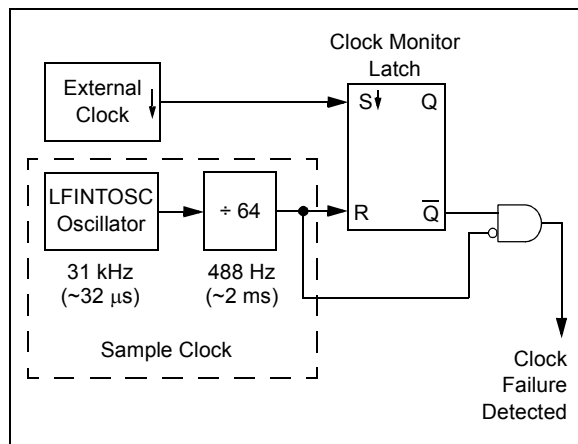 Clock Monitor
Latch
External
Clock
S Q
LFINTOSC
Oscillator
÷ 64
R Q̅
31 kHz
(~32 μs)
488 Hz
(~2 ms)
Sample Clock
Clock
Failure
Detected